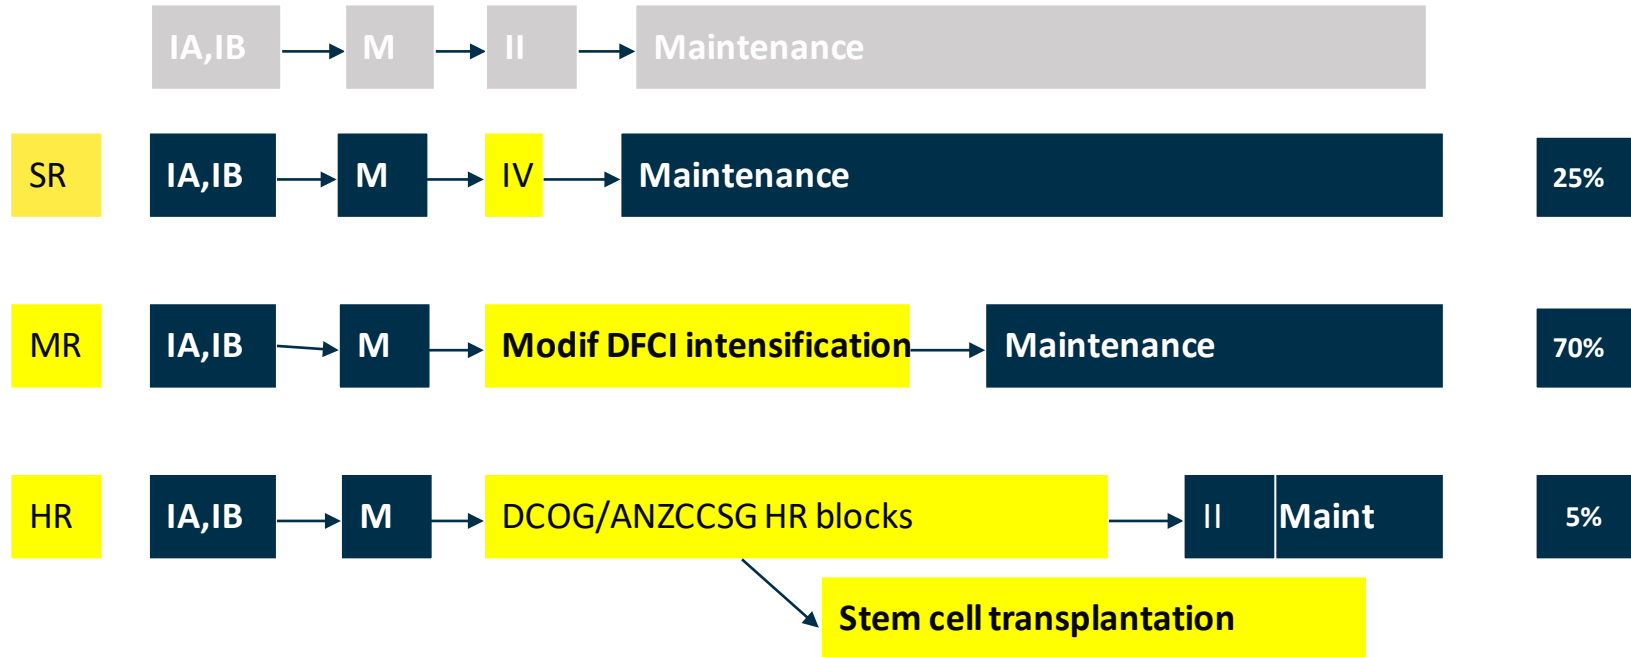 IA,IB M II Maintenance
SR IA,IB M IV Maintenance 25%
MR IA,IB M Modif DFCI intensification Maintenance 70%
HR IA,IB M DCOG/ANZCCSG HR blocks II Maint 5%
Stem cell transplantation